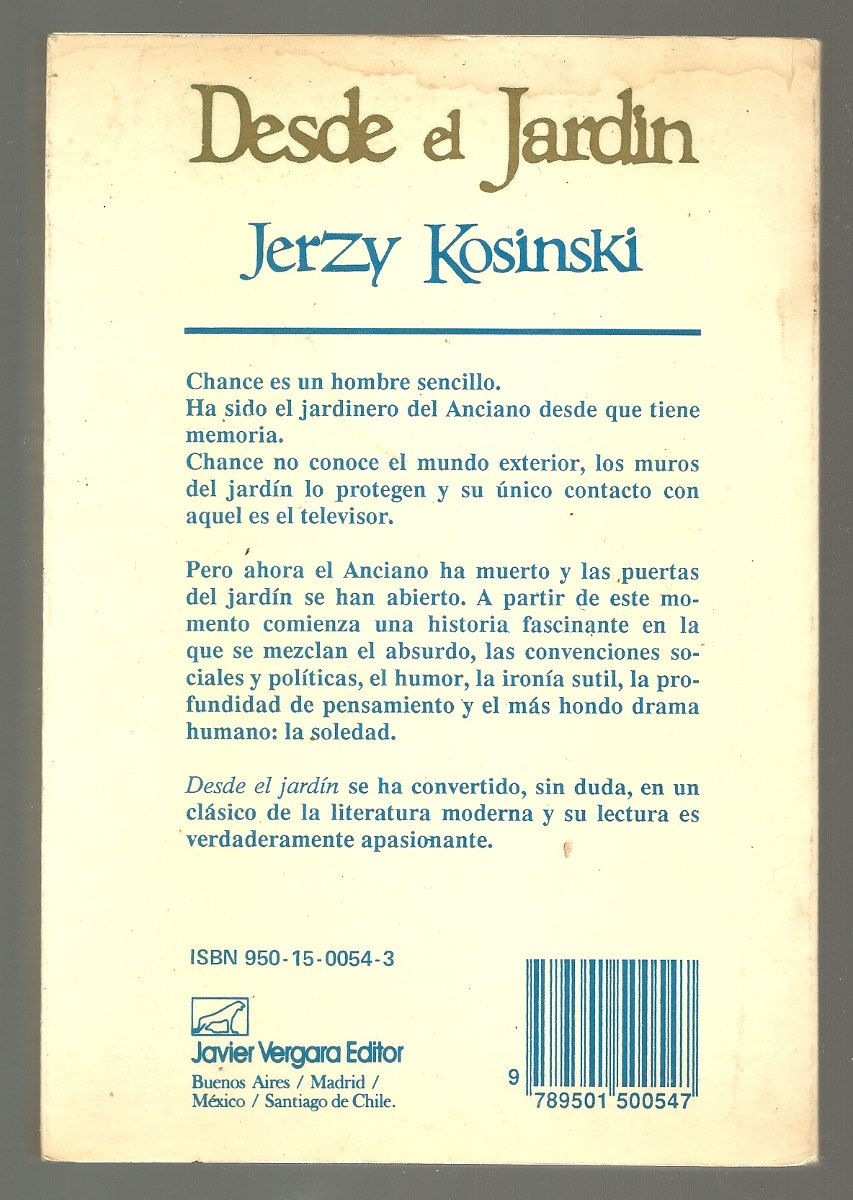 Desde el Jardin
Jerzy Kosinski
Chance es un hombre sencillo.
Ha sido el jardinero del Anciano desde que tiene
memoria.
Chance no conoce el mundo exterior, los muros
del jardín lo protegen y su único contacto con
aquel es el televisor.
Pero ahora el Anciano ha muerto y las puertas
del jardín se han abierto. A partir de este mo-
mento comienza una historia fascinante en la
que se mezclan el absurdo, las convenciones so-
ciales y políticas, el humor, la ironía sutil, la pro-
fundidad de pensamiento y el más hondo drama
humano: la soledad.
Desde el jardín se ha convertido, sin duda, en un
clásico de la literatura moderna y su lectura es
verdaderamente apasionante.
ISBN 950-15-0054-3
Javier Vergara Editor
Buenos Aires / Madrid /
México / Santiago de Chile.
9 789501 500547